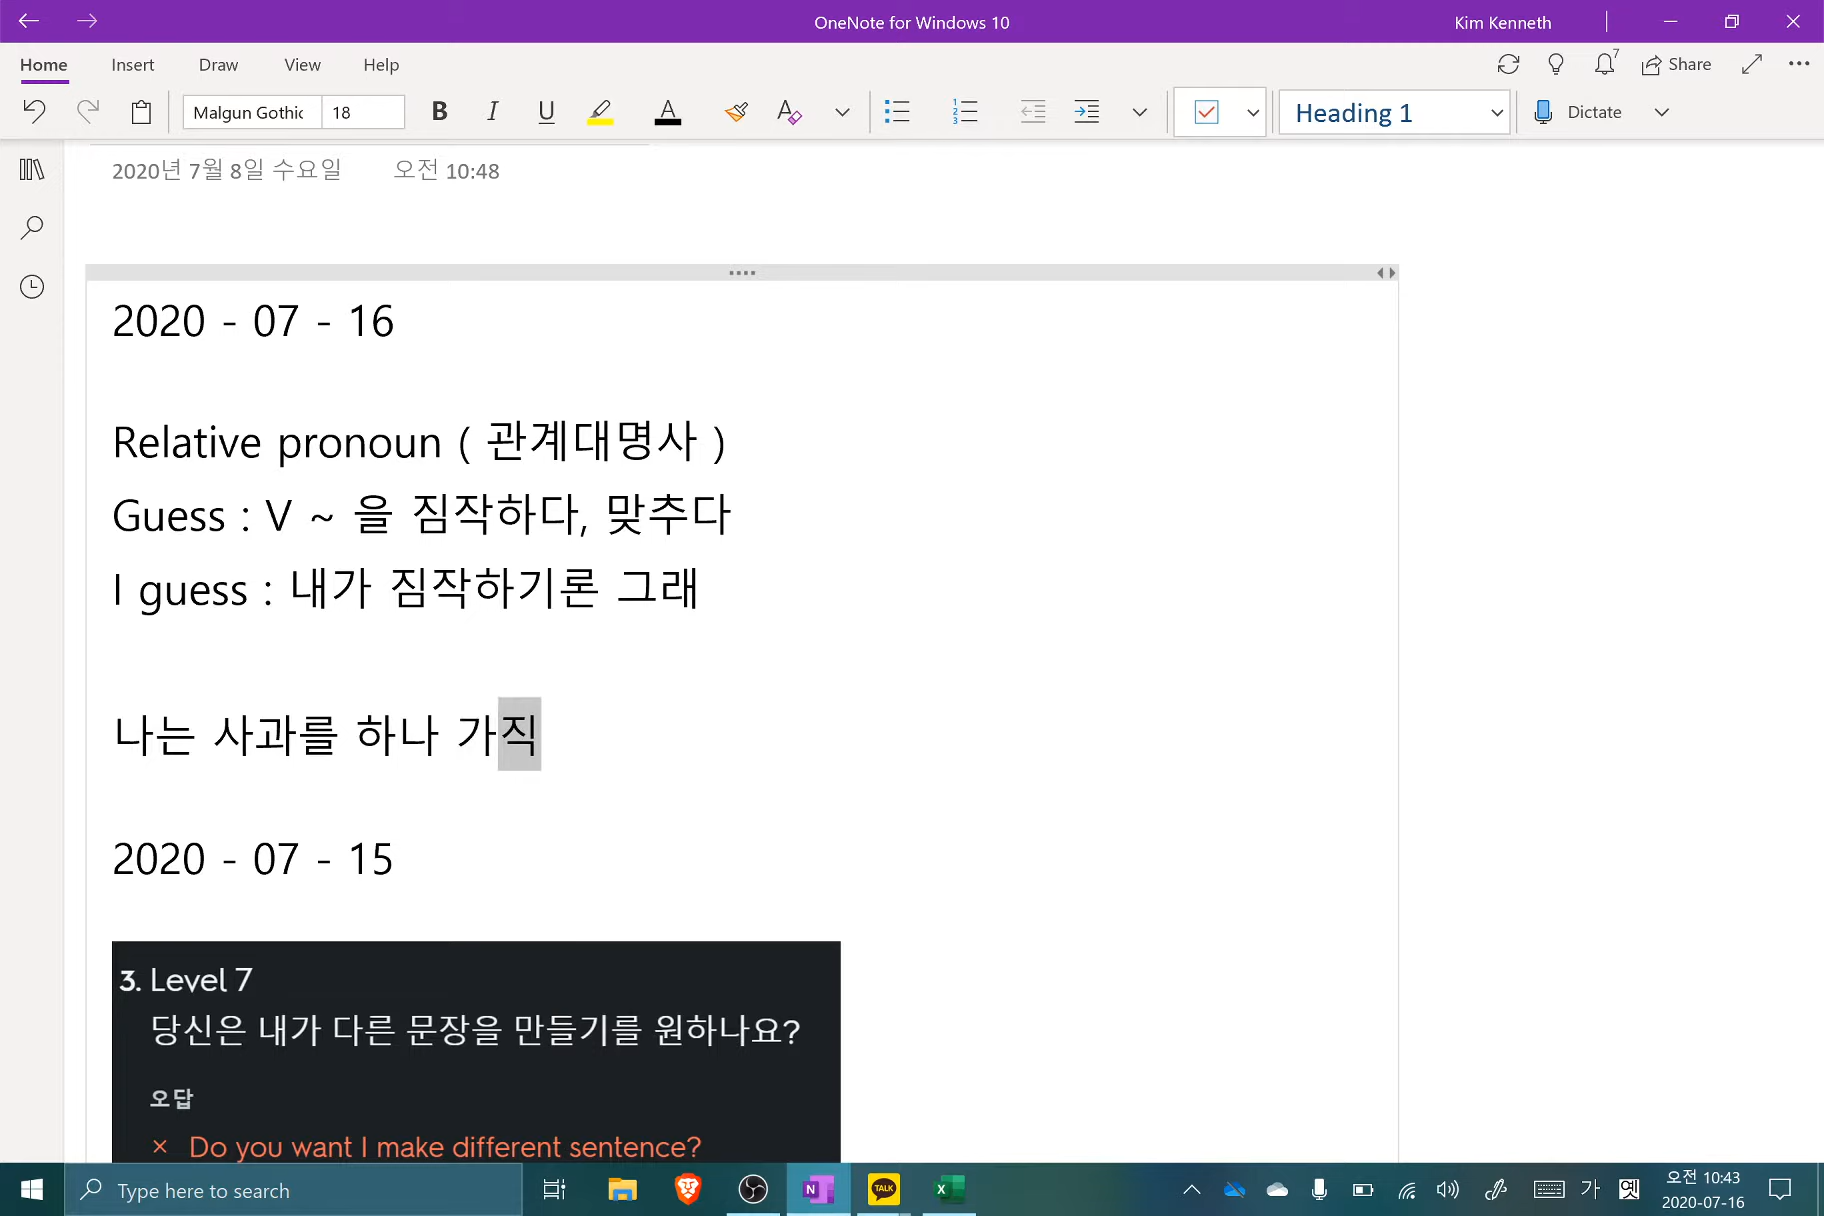 OneNote for Windows 10
Kim Kenneth
Home
Insert
Draw
View
Help
7
Share
Malgun Gothic
18
B
I
U
A
A
Heading 1
Dictate
2020년 7월 8일 수요일
오전 10:48
2020 - 07 - 16
Relative pronoun ( 관계대명사 )
Guess : V ~ 을 짐작하다, 맞추다
I guess : 내가 짐작하기론 그래
나는 사과를 하나 가직
2020 - 07 - 15
3. Level 7
당신은 내가 다른 문장을 만들기를 원하나요?
오답
× Do you want I make different sentence?
Type here to search
N
TALK
X
가
오전 10:43
2020-07-16